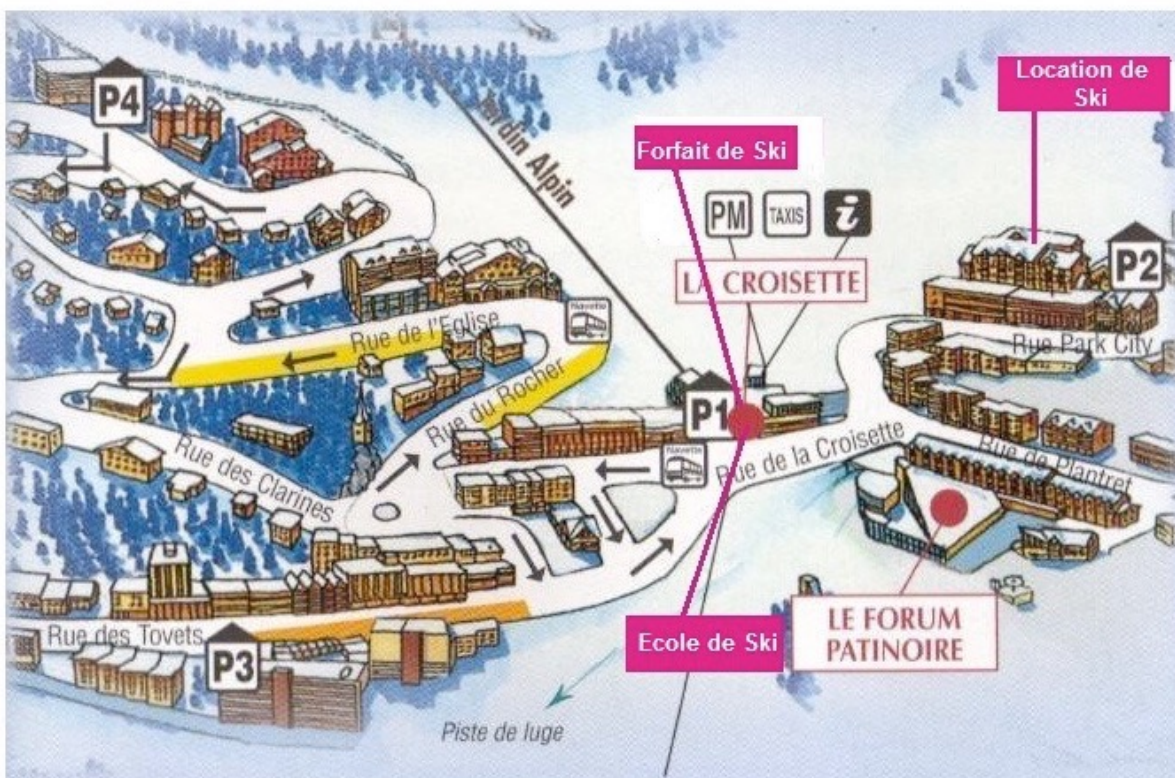 Location de
Ski
P4
Forfait de Ski
Jardin Alpin
PM
TAXIS
i
P2
LA CROISETTE
Navette
Rue de l'Eglise
Rue Park City
Rue du Rocher
P1
Navette
Rue de la Croisette
Rue de Plantret
Rue des Clarines
Ecole de Ski
LE FORUM
PATINOIRE
Rue des Tovets
P3
Piste de luge